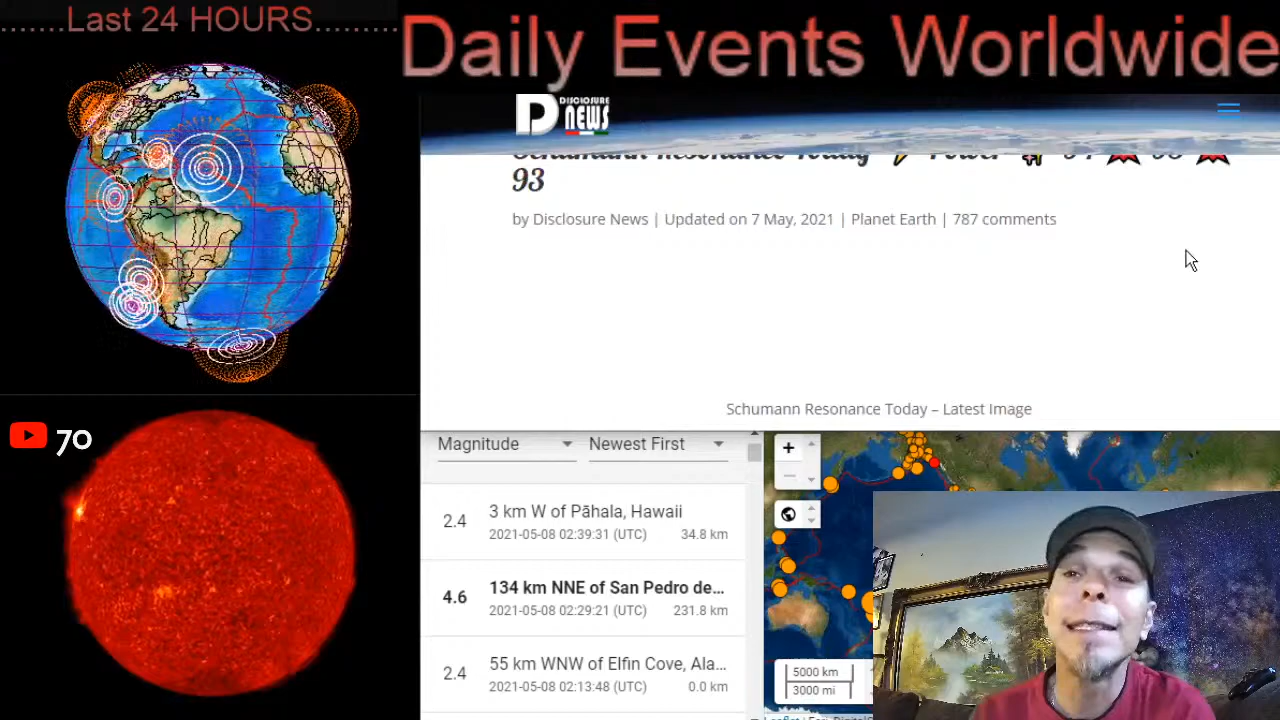 .......Last 24 HOURS.........
Daily Events Worldwide
DISCLOSURE
NEWS
Schumann Resonance Today ⚡ Power
93
by Disclosure News | Updated on 7 May, 2021 | Planet Earth | 787 comments
Schumann Resonance Today – Latest Image
70
Magnitude Newest First
2.4 3 km W of Pāhala, Hawaii
2021-05-08 02:39:31 (UTC) 34.8 km
4.6 134 km NNE of San Pedro de...
2021-05-08 02:29:21 (UTC) 231.8 km
2.4 55 km WNW of Elfin Cove, Ala...
2021-05-08 02:13:48 (UTC) 0.0 km
+
−
5000 km
3000 mi